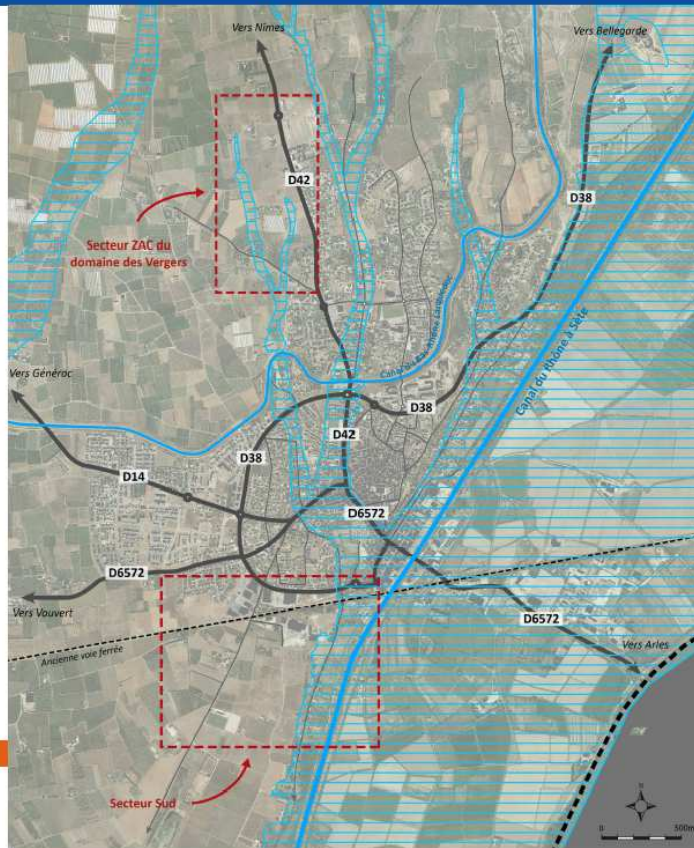 Vers Nîmes
Vers Bellegarde
D42
D38
Secteur ZAC du
domaine des Vergers
Canal du Rhône à Sète
Vers Générac
D38
D42
D38
D14
D6572
D6572
D6572
Vers Vauvert
Ancienne voie ferrée
Vers Arles
Secteur Sud
0
500m